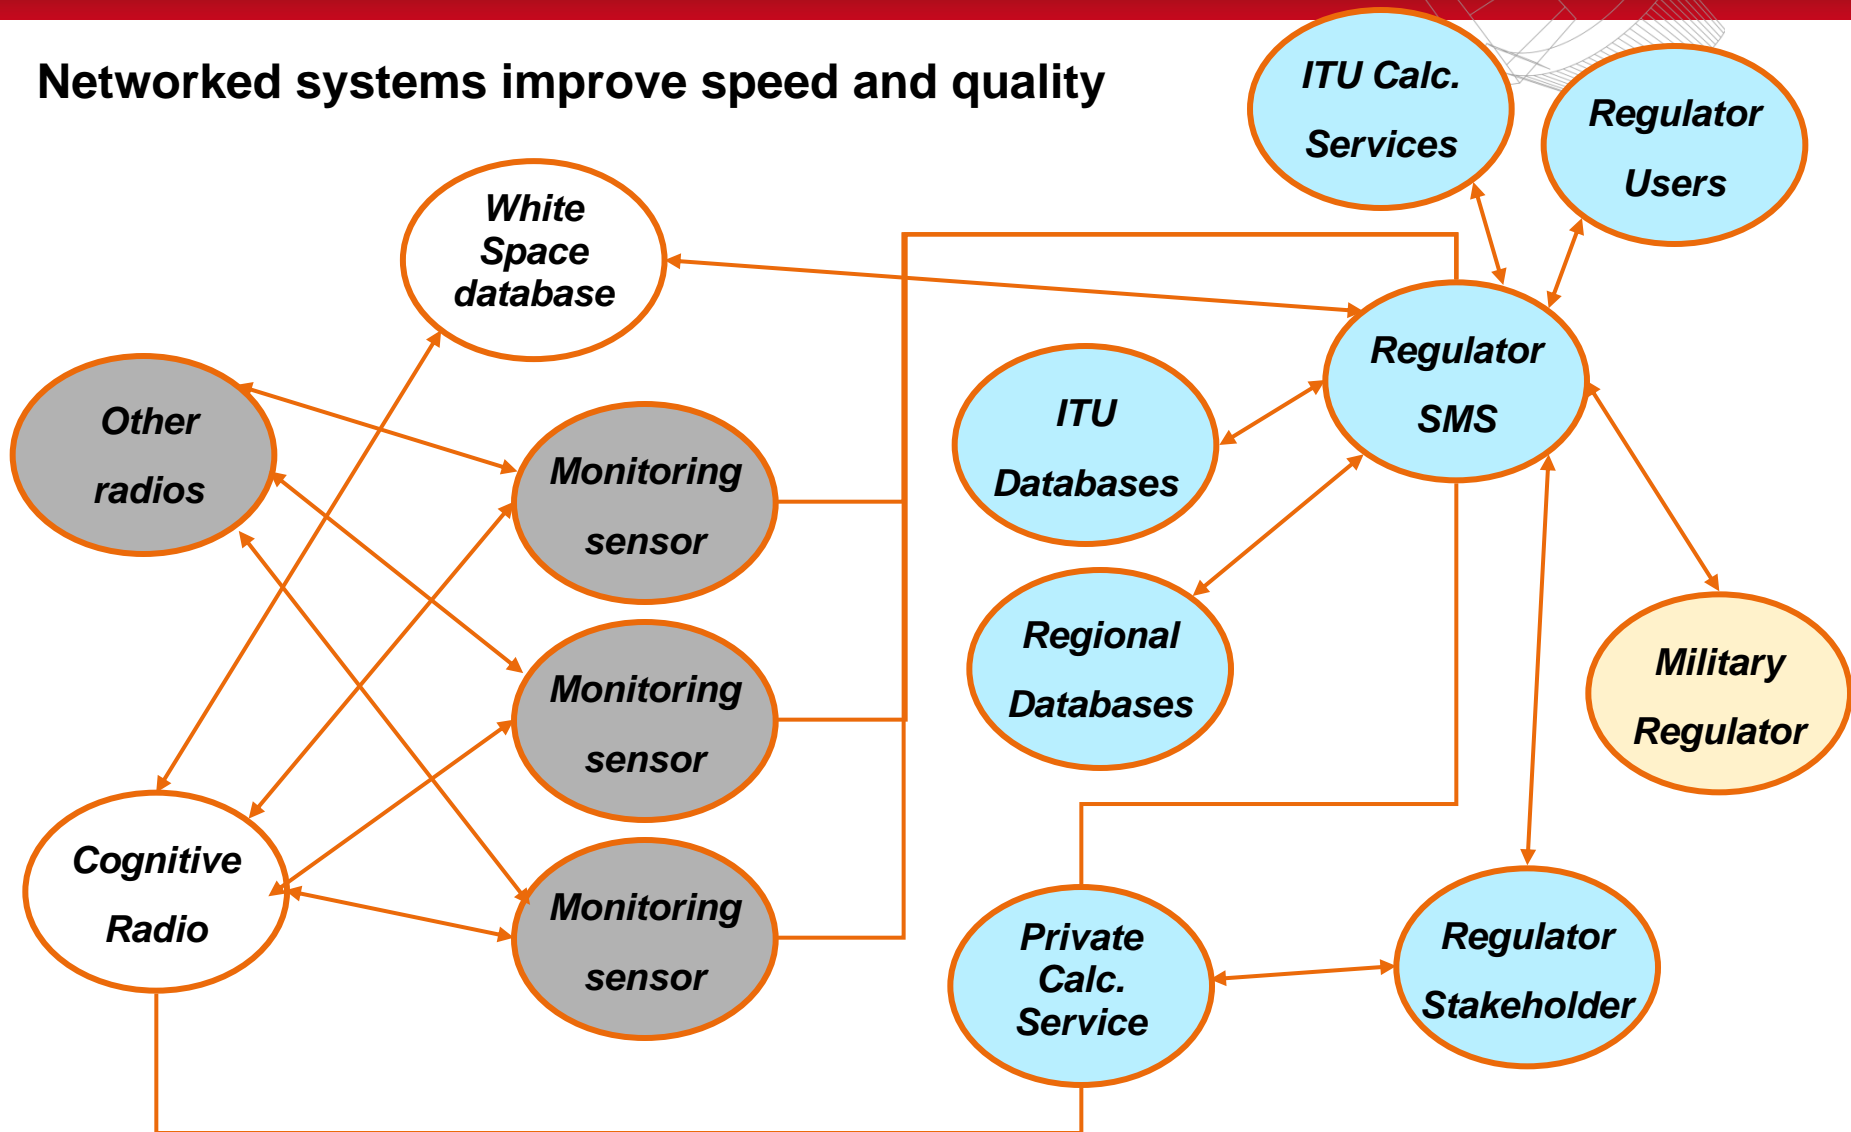 Networked systems improve speed and quality
ITU Calc.
Services
Regulator
Users
White
Space
database
Regulator
SMS
Other
radios
ITU
Databases
Monitoring
sensor
Regional
Databases
Monitoring
sensor
Military
Regulator
Cognitive
Radio
Monitoring
sensor
Private
Calc.
Service
Regulator
Stakeholder